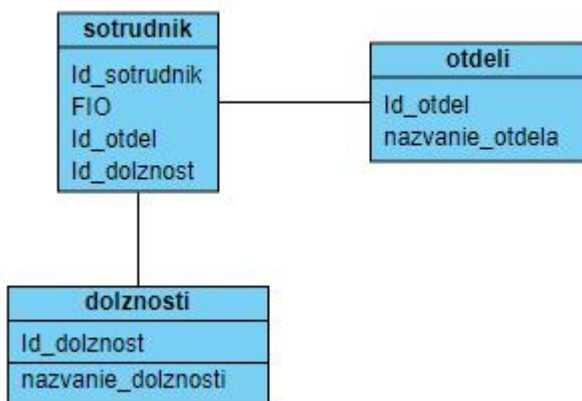 sotrudnik
Id_sotrudnik
FIO
Id_otdel
Id_dolznost
otdeli
Id_otdel
nazvanie_otdela
dolznosti
Id_dolznost
nazvanie_dolznosti